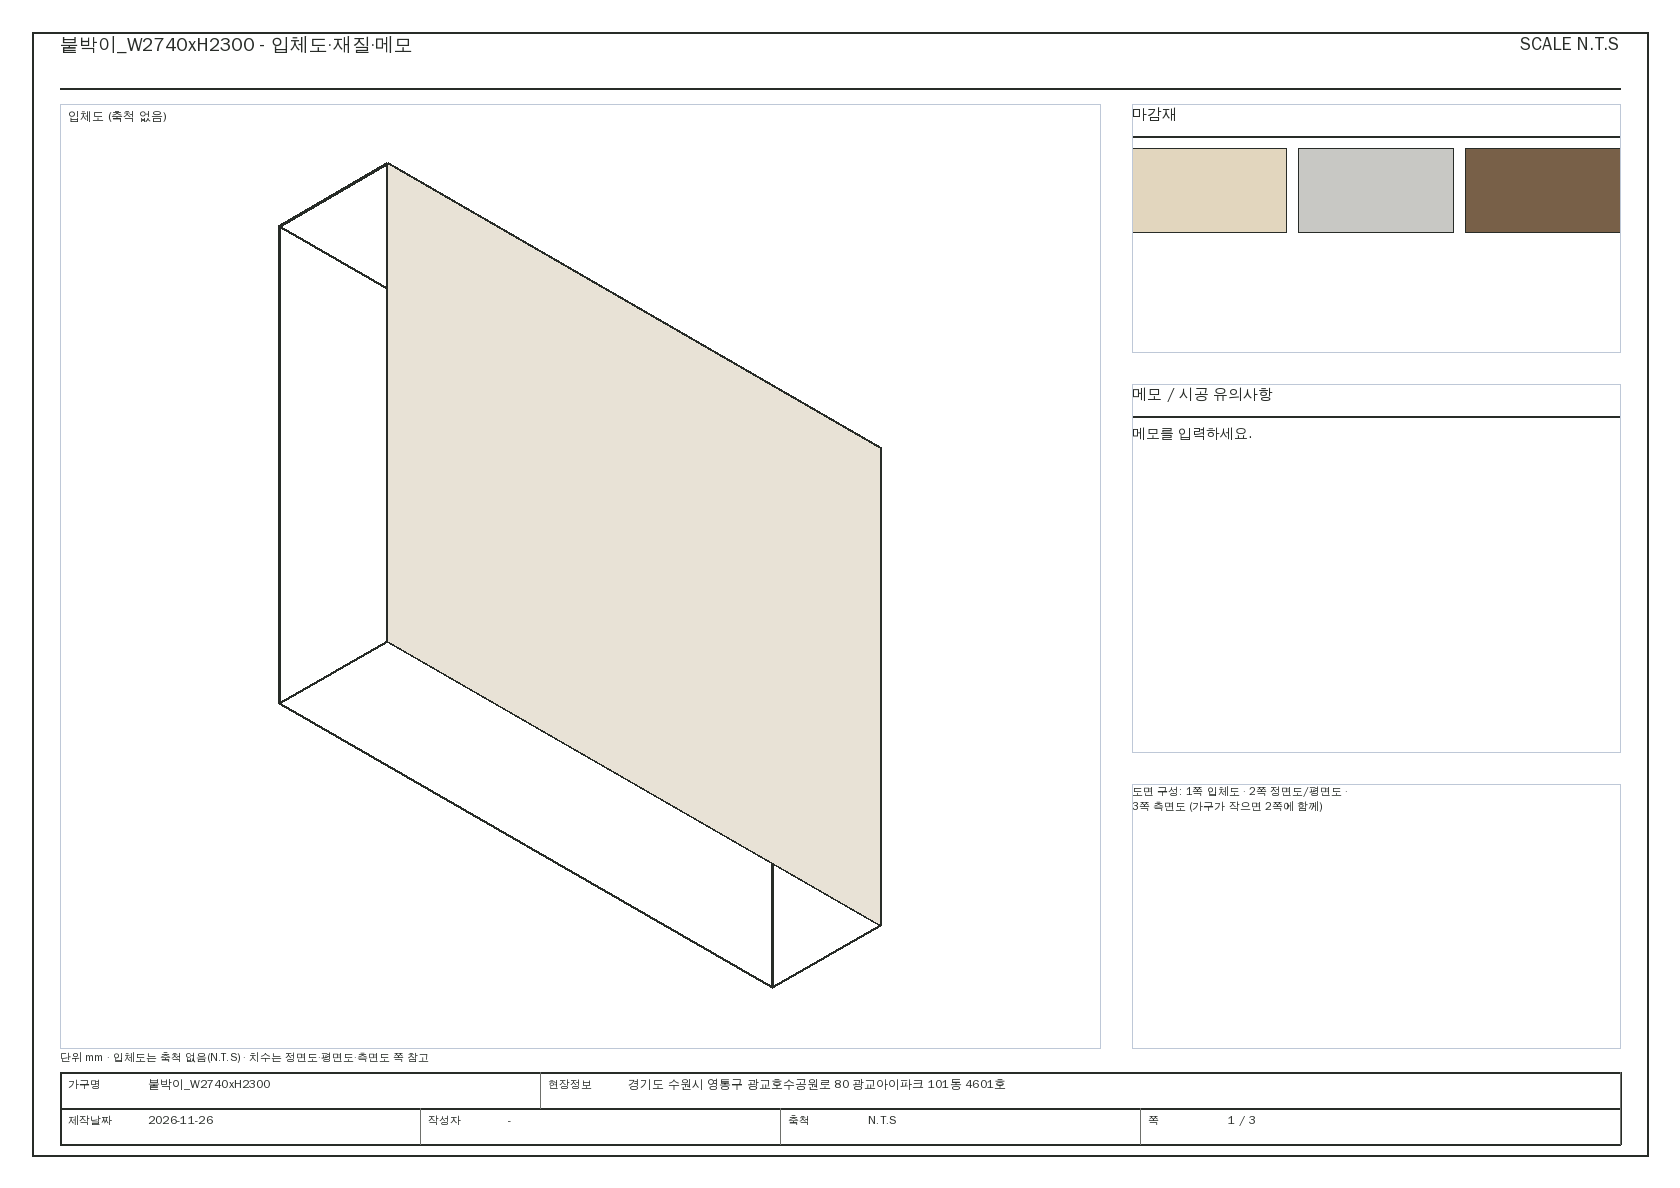 붙박이_W2740xH2300 - 입체도·재질·메모
SCALE N.T.S
입체도 (축척 없음)
마감재
메모 / 시공 유의사항
메모를 입력하세요.
도면 구성: 1쪽 입체도 · 2쪽 정면도/평면도 ·
3쪽 측면도 (가구가 작으면 2쪽에 함께)
단위 mm · 입체도는 축척 없음(N.T.S) · 치수는 정면도·평면도·측면도 쪽 참고
가구명 붙박이_W2740xH2300 현장정보 경기도 수원시 영통구 광교호수공원로 80 광교아이파크 101동 4601호
제작날짜 2026-11-26 작성자 - 축척 N.T.S 쪽 1 / 3